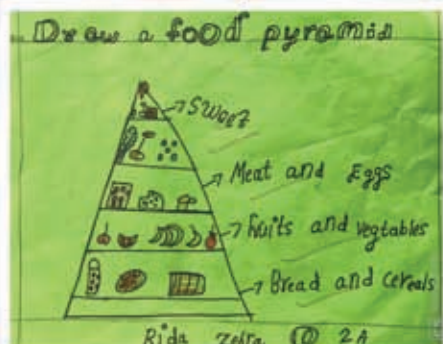 Draw a food pyramid
Sweet
Meat and Eggs
Fruits and vegtables
Bread and cereals
Rida Zehra 2A